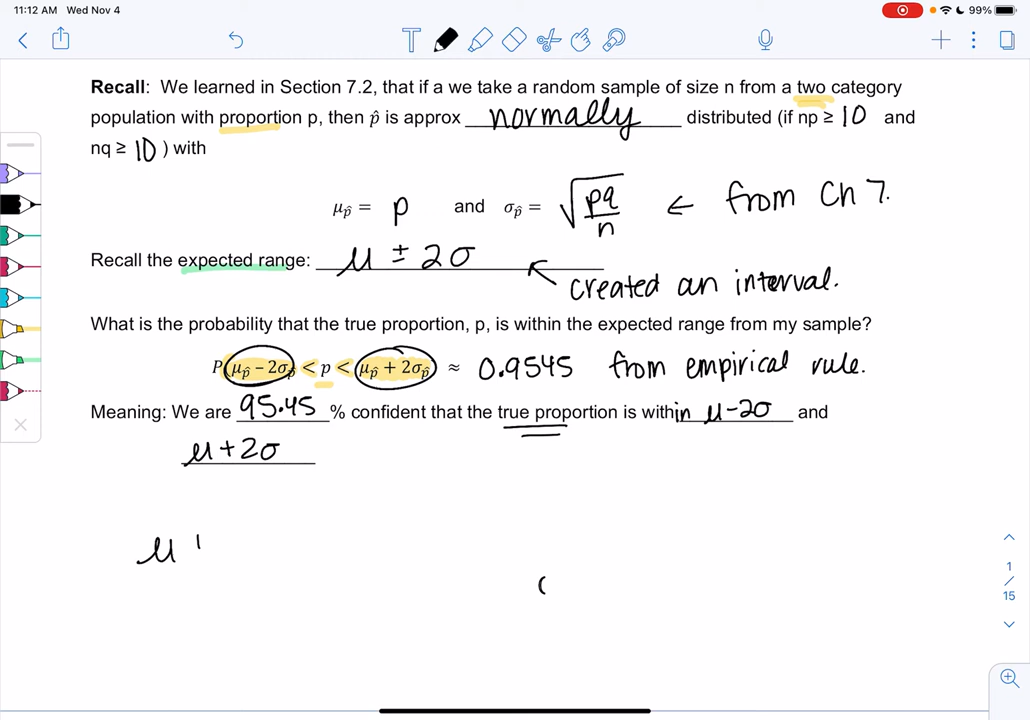 11:12 AM Wed Nov 4
99%
Recall: We learned in Section 7.2, that if a we take a random sample of size n from a two category
population with proportion p, then p̂ is approx normally distributed (if np ≥ 10 and
nq ≥ 10 ) with
μp̂ = p and σp̂ = √(pq/n) ← from Ch 7.
Recall the expected range: μ ± 2σ
created an interval.
What is the probability that the true proportion, p, is within the expected range from my sample?
P(μp̂ − 2σp̂ < p < μp̂ + 2σp̂) ≈ 0.9545 from empirical rule.
Meaning: We are 95.45 % confident that the true proportion is within μ−2σ and
μ+2σ
μ
1
/
15